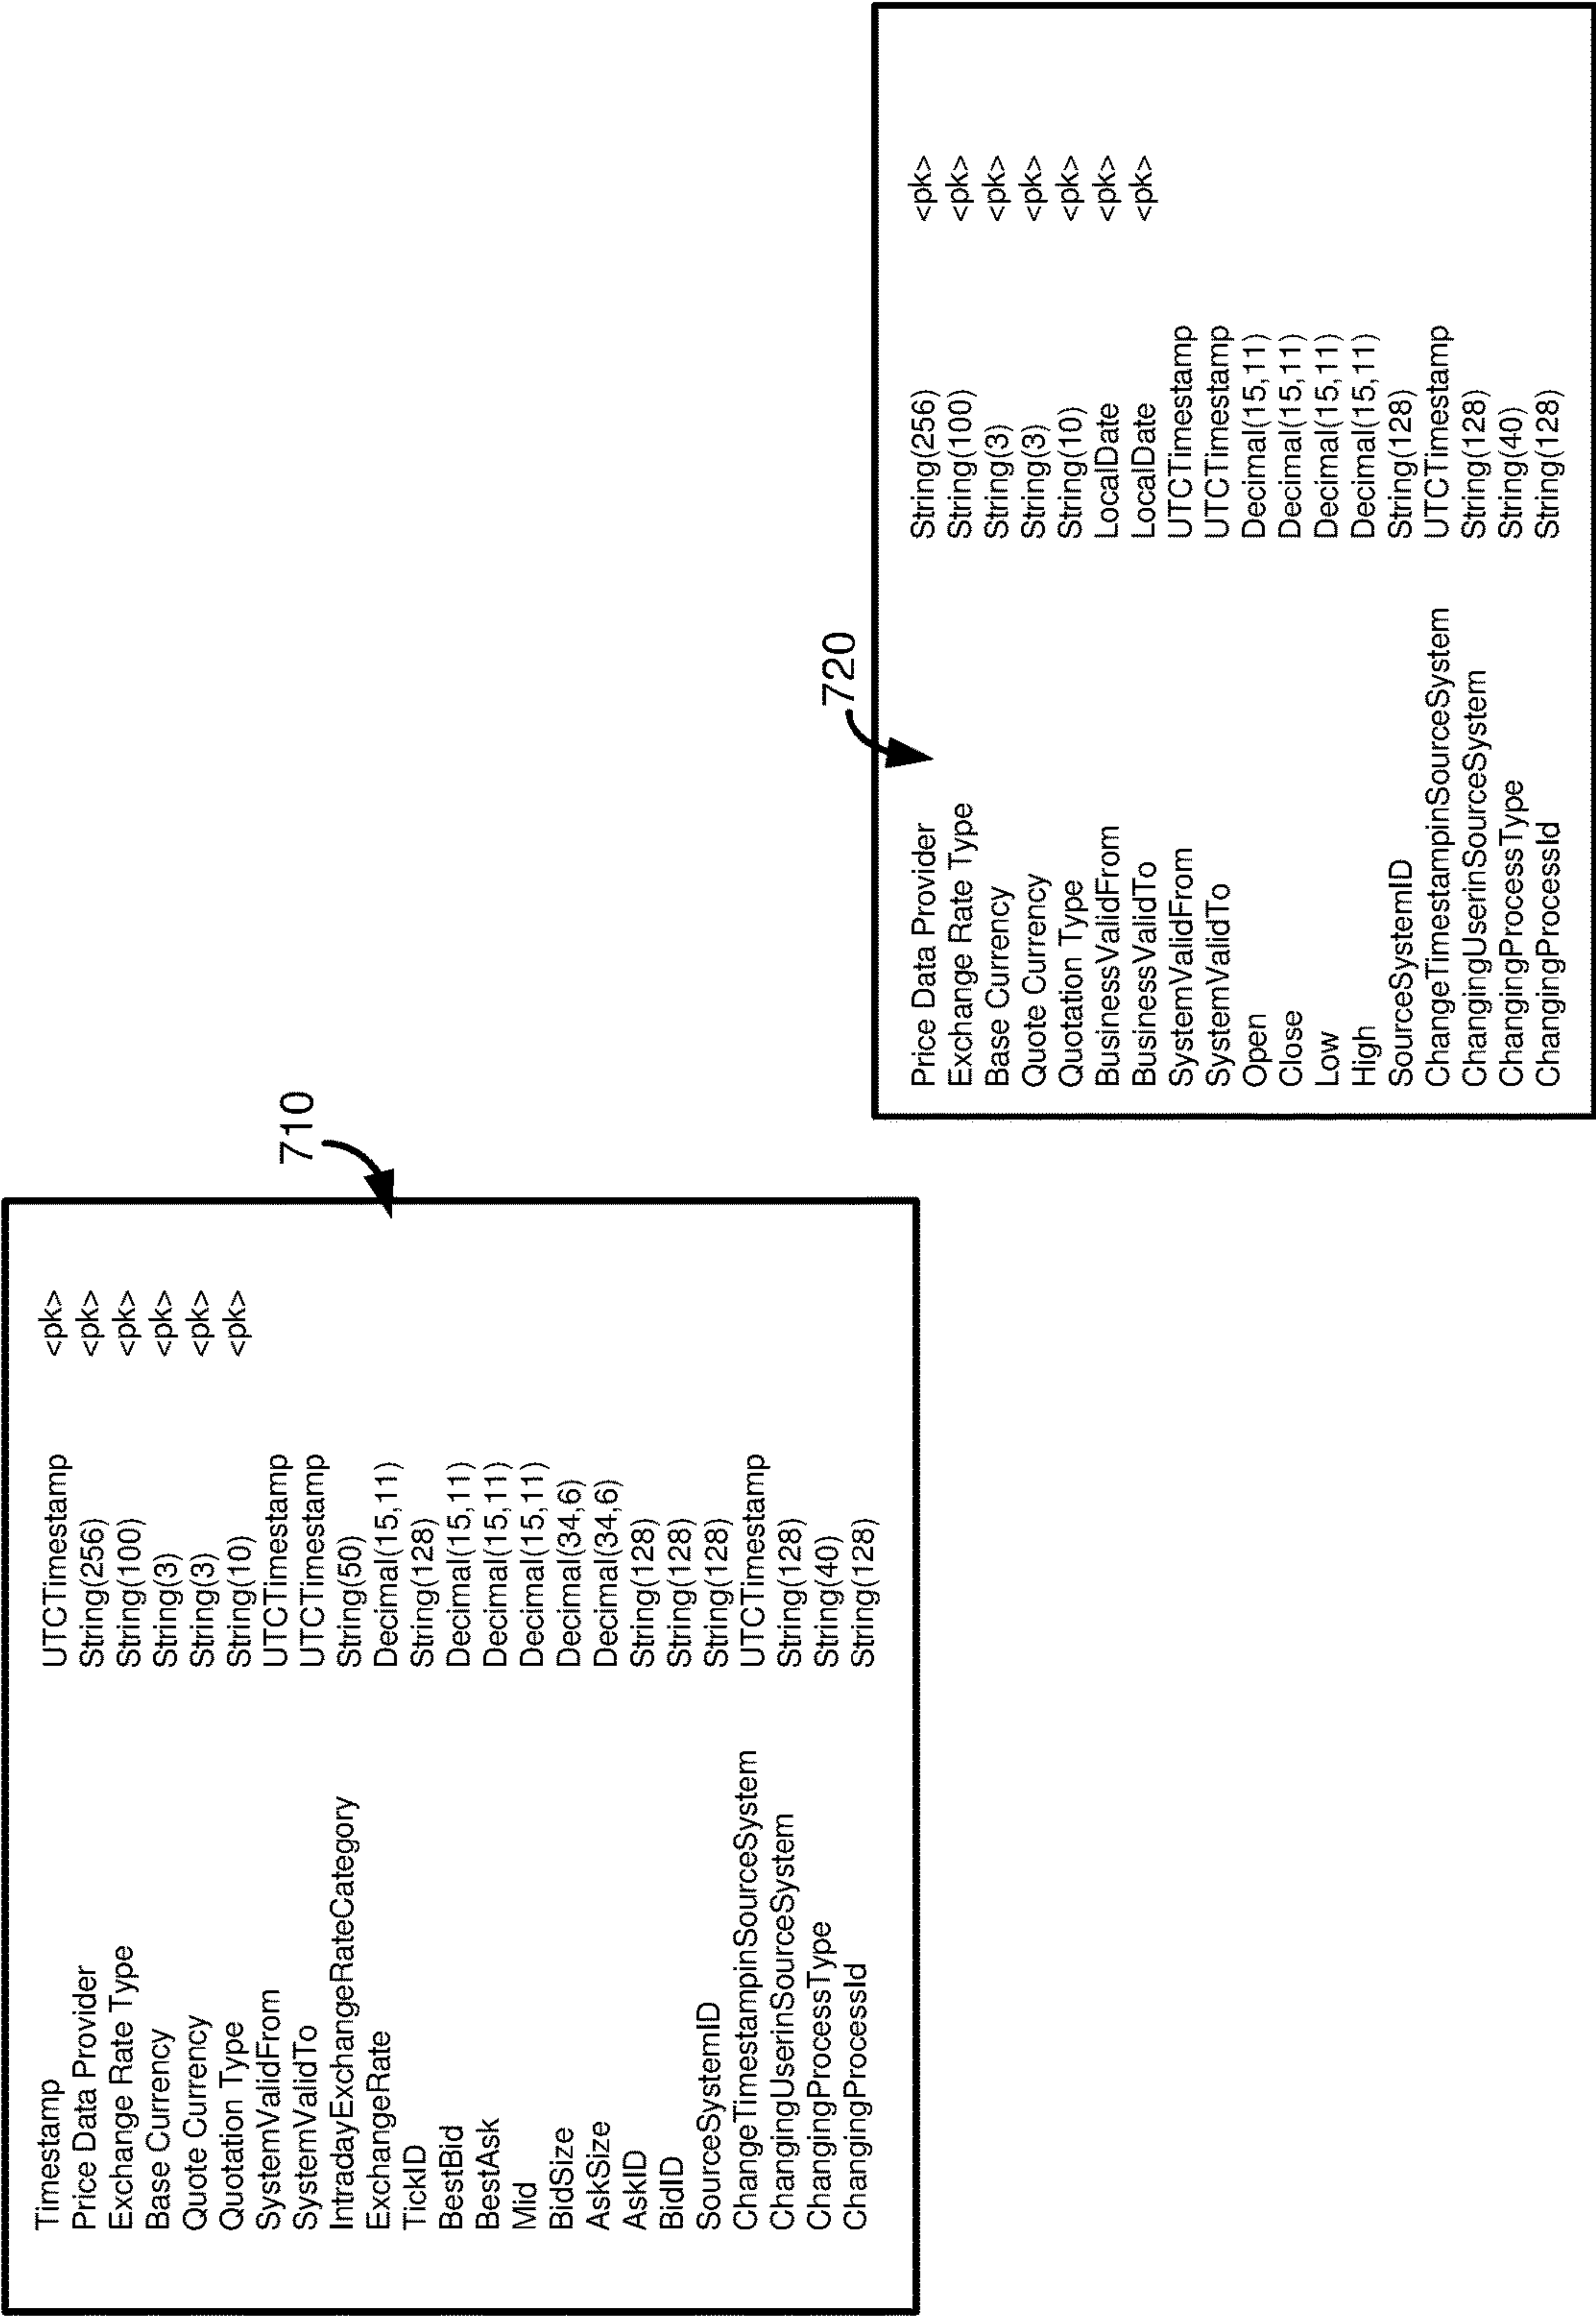 710
Timestamp UTCTimestamp <pk>
Price Data Provider String(256) <pk>
Exchange Rate Type String(100) <pk>
Base Currency String(3) <pk>
Quote Currency String(3) <pk>
Quotation Type String(10) <pk>
SystemValidFrom UTCTimestamp
SystemValidTo UTCTimestamp
IntradayExchangeRateCategory String(50)
ExchangeRate Decimal(15,11)
TickID String(128)
BestBid Decimal(15,11)
BestAsk Decimal(15,11)
Mid Decimal(15,11)
BidSize Decimal(34,6)
AskSize Decimal(34,6)
AskID String(128)
BidID String(128)
SourceSystemID String(128)
ChangeTimestampinSourceSystem UTCTimestamp
ChangingUserinSourceSystem String(128)
ChangingProcessType String(40)
ChangingProcessId String(128)
720
Price Data Provider String(256) <pk>
Exchange Rate Type String(100) <pk>
Base Currency String(3) <pk>
Quote Currency String(3) <pk>
Quotation Type String(10) <pk>
BusinessValidFrom LocalDate <pk>
BusinessValidTo LocalDate <pk>
SystemValidFrom UTCTimestamp
SystemValidTo UTCTimestamp
Open Decimal(15,11)
Close Decimal(15,11)
Low Decimal(15,11)
High Decimal(15,11)
SourceSystemID String(128)
ChangeTimestampinSourceSystem UTCTimestamp
ChangingUserinSourceSystem String(128)
ChangingProcessType String(40)
ChangingProcessId String(128)